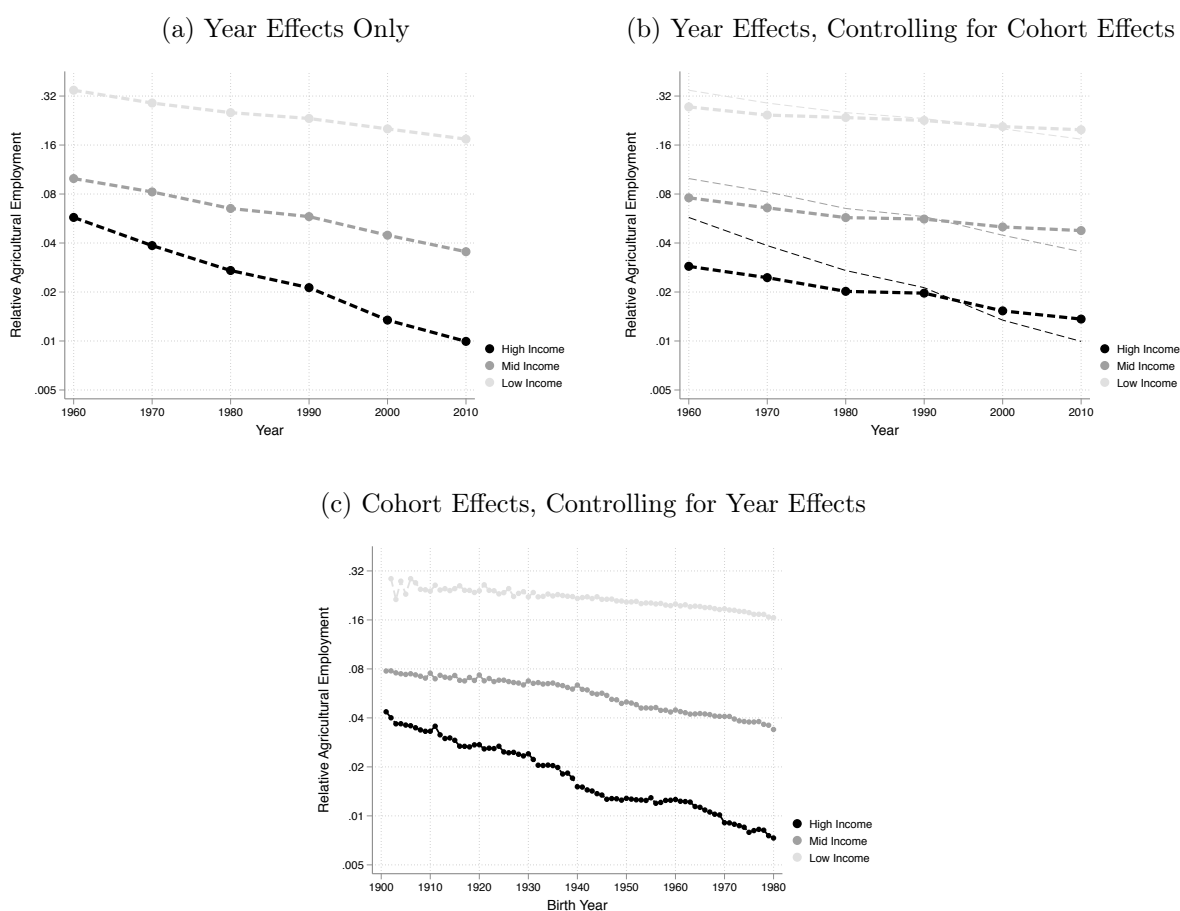 (a) Year Effects Only
Relative Agricultural Employment
.32
.16
.08
.04
.02
.01
.005
1960 1970 1980 1990 2000 2010
Year
High Income
Mid Income
Low Income
(b) Year Effects, Controlling for Cohort Effects
Relative Agricultural Employment
.32
.16
.08
.04
.02
.01
.005
1960 1970 1980 1990 2000 2010
Year
High Income
Mid Income
Low Income
(c) Cohort Effects, Controlling for Year Effects
Relative Agricultural Employment
.32
.16
.08
.04
.02
.01
.005
1900 1910 1920 1930 1940 1950 1960 1970 1980
Birth Year
High Income
Mid Income
Low Income